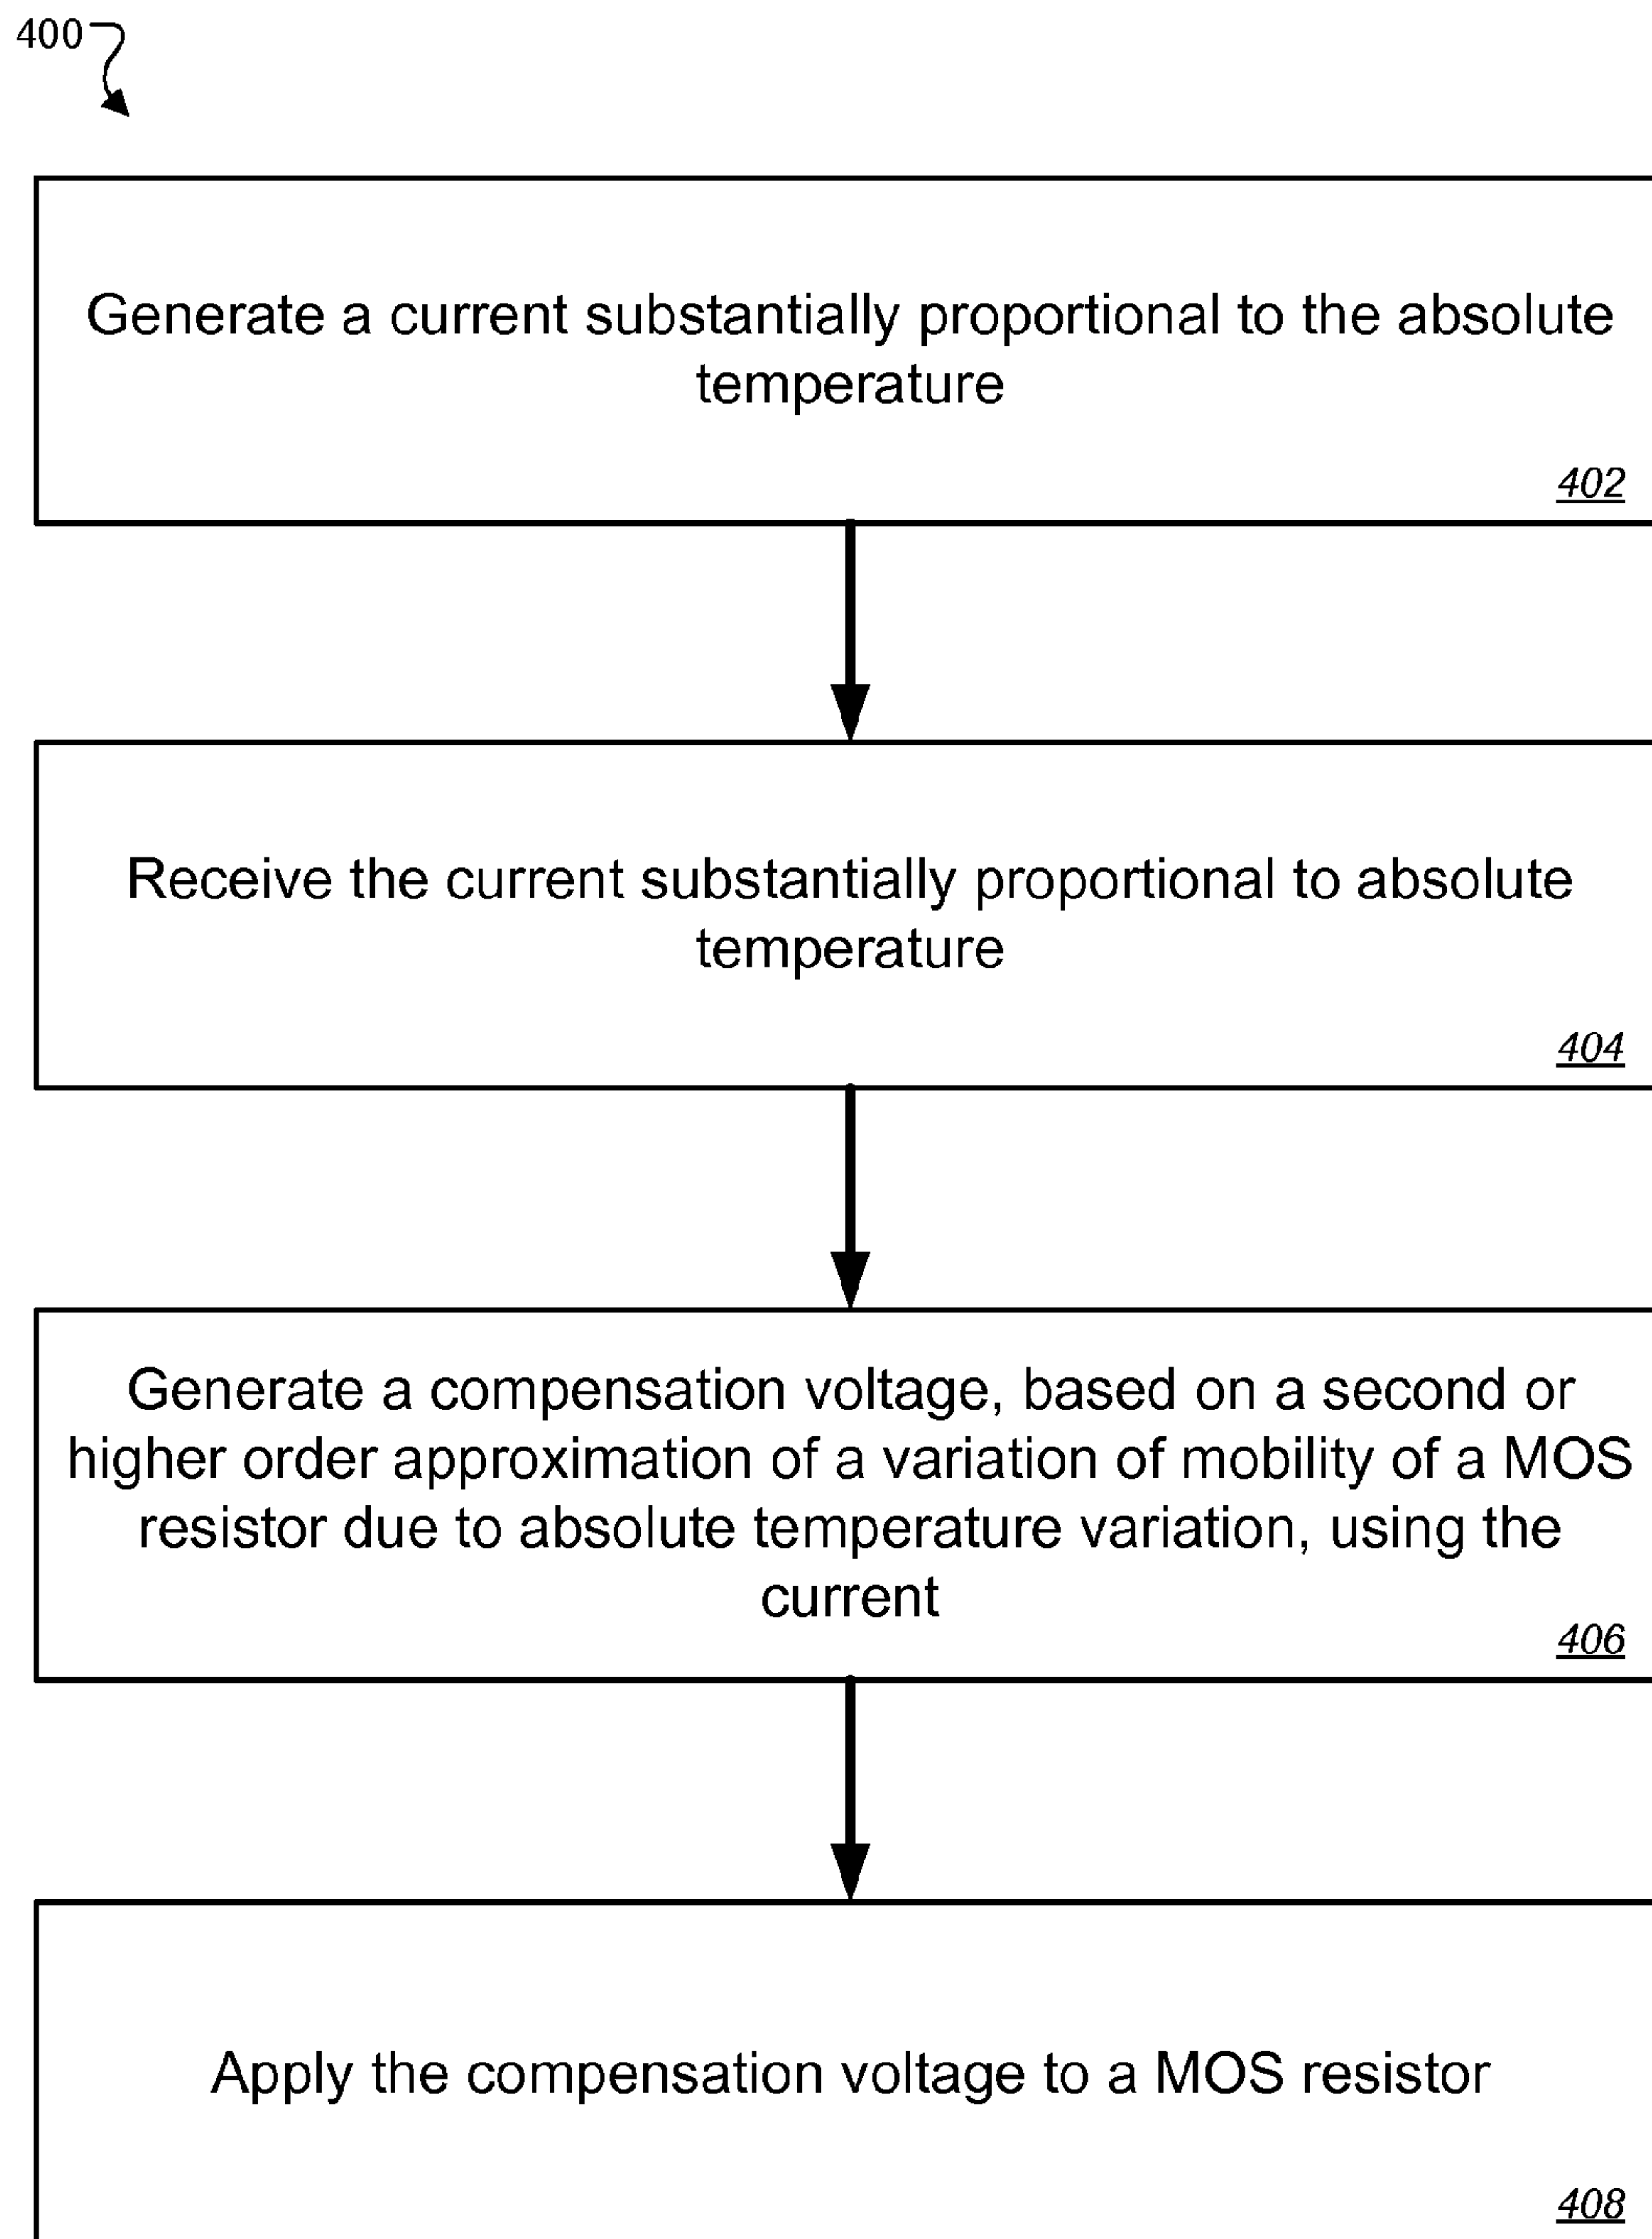 400
Generate a current substantially proportional to the absolute
temperature
402
Receive the current substantially proportional to absolute
temperature
404
Generate a compensation voltage, based on a second or
higher order approximation of a variation of mobility of a MOS
resistor due to absolute temperature variation, using the
current
406
Apply the compensation voltage to a MOS resistor
408